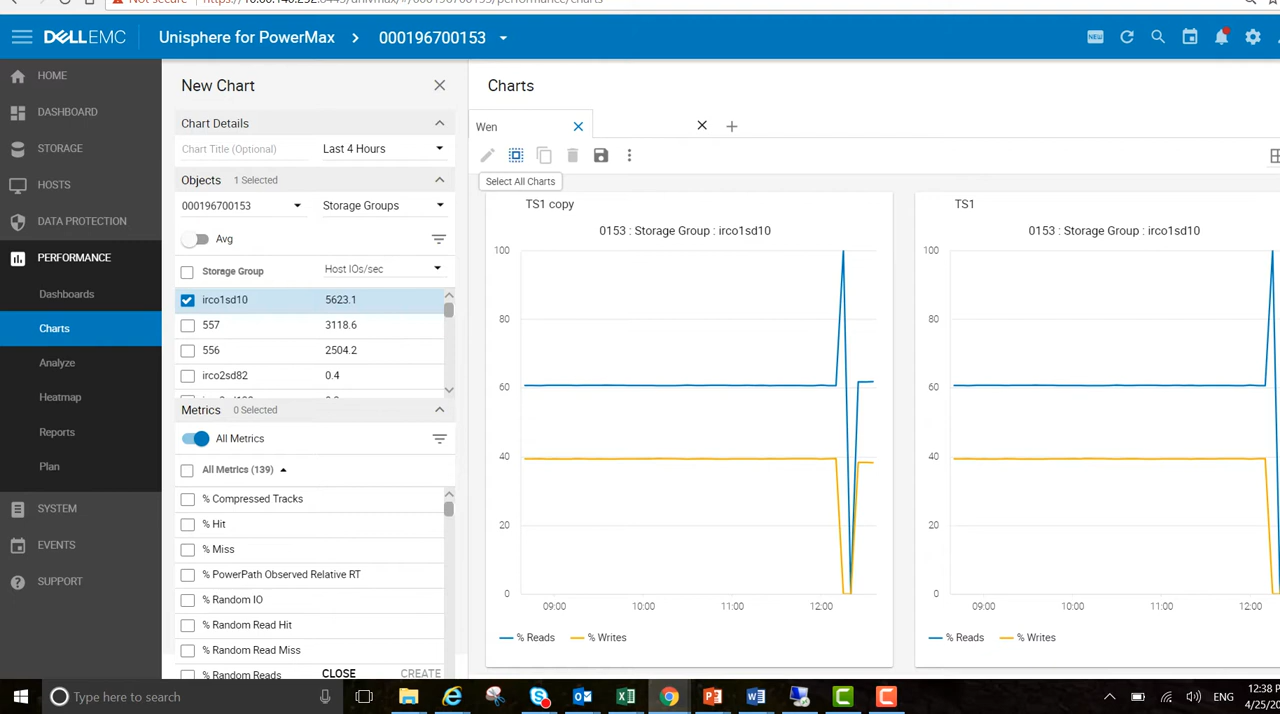 Not secure
DELLEMC Unisphere for PowerMax > 000196700153
NEW
HOME
DASHBOARD
STORAGE
HOSTS
DATA PROTECTION
PERFORMANCE
Dashboards
Charts
Analyze
Heatmap
Reports
Plan
SYSTEM
EVENTS
SUPPORT
New Chart
Chart Details
Chart Title (Optional) Last 4 Hours
Objects 1 Selected
000196700153 Storage Groups
Avg
Storage Group Host IOs/sec
irco1sd10 5623.1
557 3118.6
556 2504.2
irco2sd82 0.4
Metrics 0 Selected
All Metrics
All Metrics (139)
% Compressed Tracks
% Hit
% Miss
% PowerPath Observed Relative RT
% Random IO
% Random Read Hit
% Random Read Miss
% Random Reads
CLOSE CREATE
Charts
Wen
Select All Charts
TS1 copy
0153 : Storage Group : irco1sd10
100
80
60
40
20
0
09:00 10:00 11:00 12:00
% Reads % Writes
TS1
0153 : Storage Group : irco1sd10
100
80
60
40
20
0
09:00 10:00 11:00 12:00
% Reads % Writes
Type here to search
ENG
12:38 P
4/25/20